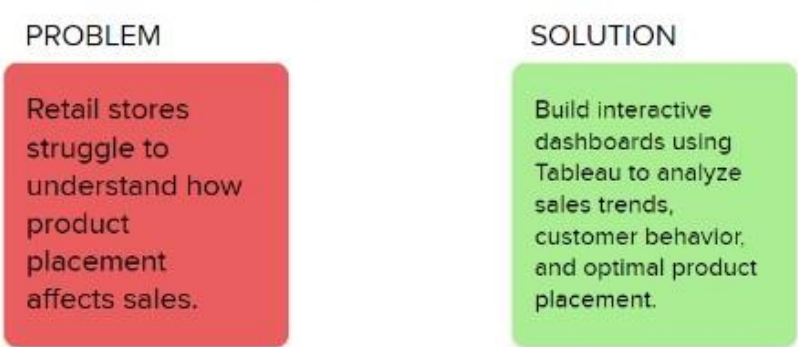 PROBLEM
Retail stores
struggle to
understand how
product
placement
affects sales.
SOLUTION
Build interactive
dashboards using
Tableau to analyze
sales trends,
customer behavior,
and optimal product
placement.